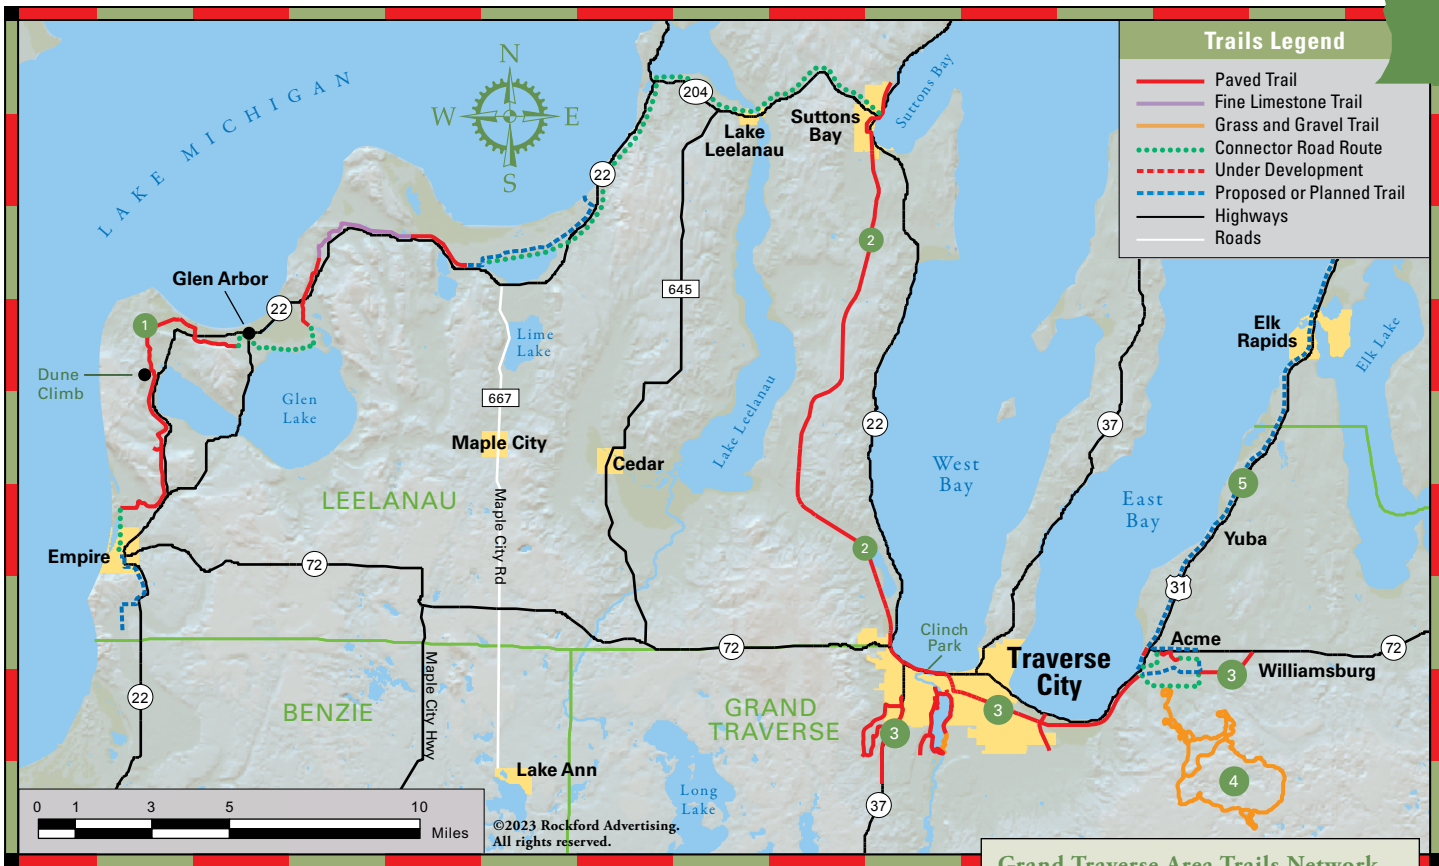 Trails Legend
Paved Trail
Fine Limestone Trail
Grass and Gravel Trail
Connector Road Route
Under Development
Proposed or Planned Trail
Highways
Roads
N
W E
S
LAKE MICHIGAN
204
Lake
Leelanau
Suttons
Bay
Suttons Bay
22
2
Glen Arbor
22
1
645
Lime
Lake
Elk
Rapids
Elk Lake
Dune
Climb
Glen
Lake
667
Lake Leelanau
22
37
Maple City
Cedar
West
Bay
East
Bay
5
LEELANAU
Maple City Rd
Yuba
Empire
72
2
31
Clinch
Park
Acme
72
72
Traverse
City
3
Williamsburg
22
Maple City Hwy
BENZIE
GRAND
TRAVERSE
3
3
Lake Ann
Long
Lake
4
37
0 1 3 5 10
Miles
©2023 Rockford Advertising.
All rights reserved.
Grand Traverse Area Trails Network